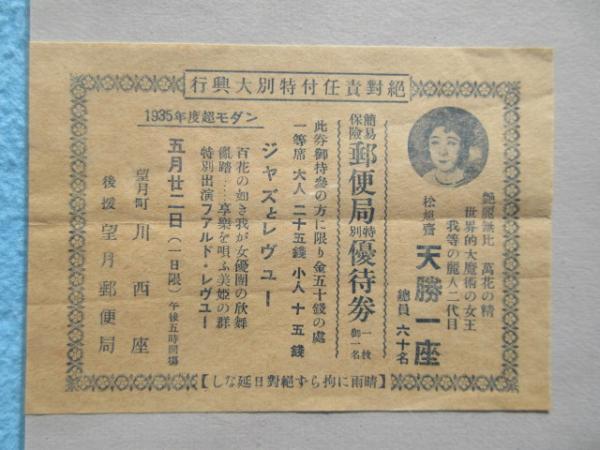 絕對責任付特別大興行
艶麗無比 萬花の精
世界的大魔術の女王
我等の麗人二代目
松旭齋 天勝一座
總員六十名
簡易保險 郵便局 特別優待券 一枚御一名
此券御持參の方に限り金五十錢の處
一等席 大人二十五錢 小人十五錢
1935年度超モダン
ジャズとレヴユー
百花の如き我が女優團の欣舞
亂踏……享樂を唄ふ美姫の群
特別出演フアルド・レヴユー
五月廿二日(一日限)午後五時開場
望月町 川西座
後援 望月郵便局
【晴雨に拘らず絕對日延なし】